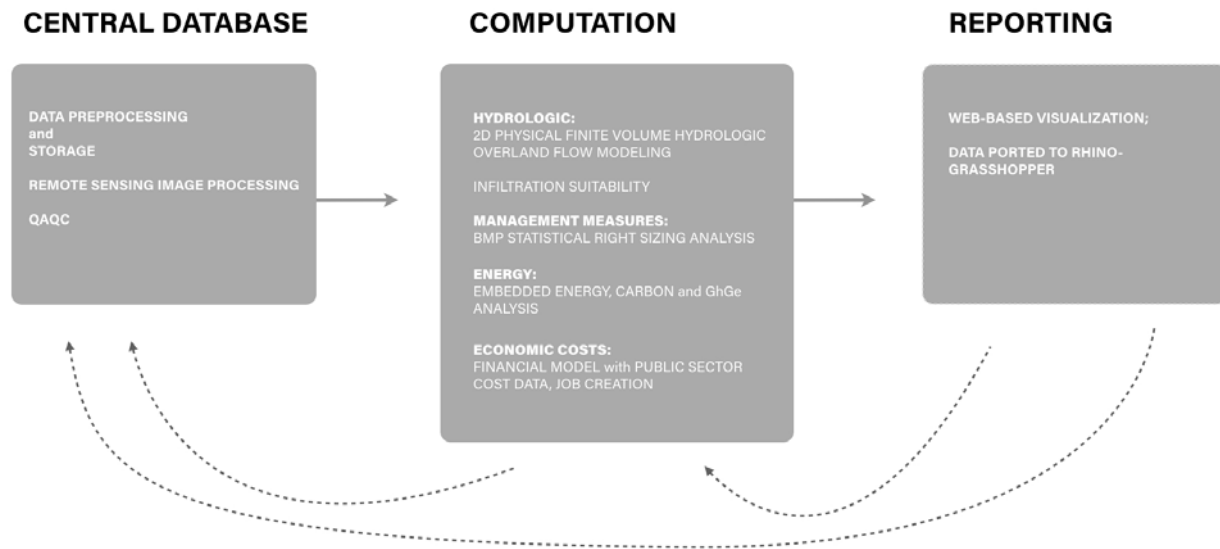 CENTRAL DATABASE
DATA PREPROCESSING
and
STORAGE
REMOTE SENSING IMAGE PROCESSING
QAQC
COMPUTATION
HYDROLOGIC:
2D PHYSICAL FINITE VOLUME HYDROLOGIC
OVERLAND FLOW MODELING
INFILTRATION SUITABILITY
MANAGEMENT MEASURES:
BMP STATISTICAL RIGHT SIZING ANALYSIS
ENERGY:
EMBEDDED ENERGY, CARBON and GhGe
ANALYSIS
ECONOMIC COSTS:
FINANCIAL MODEL with PUBLIC SECTOR
COST DATA, JOB CREATION
REPORTING
WEB-BASED VISUALIZATION;
DATA PORTED TO RHINO-
GRASSHOPPER